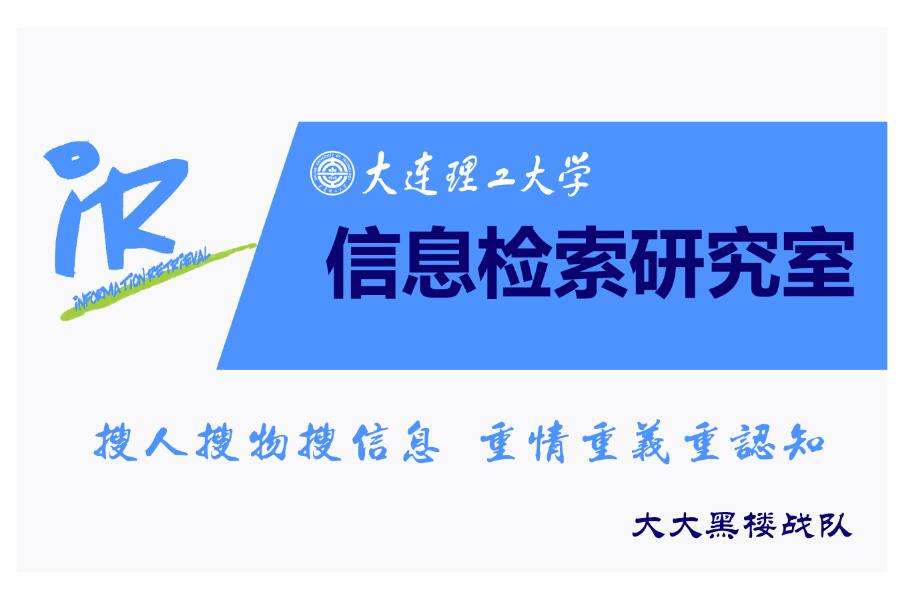 iR
INFORMATION RETRIEVAL
大连理工大学
信息检索研究室
搜人搜物搜信息 重情重義重認知
大大黑楼战队